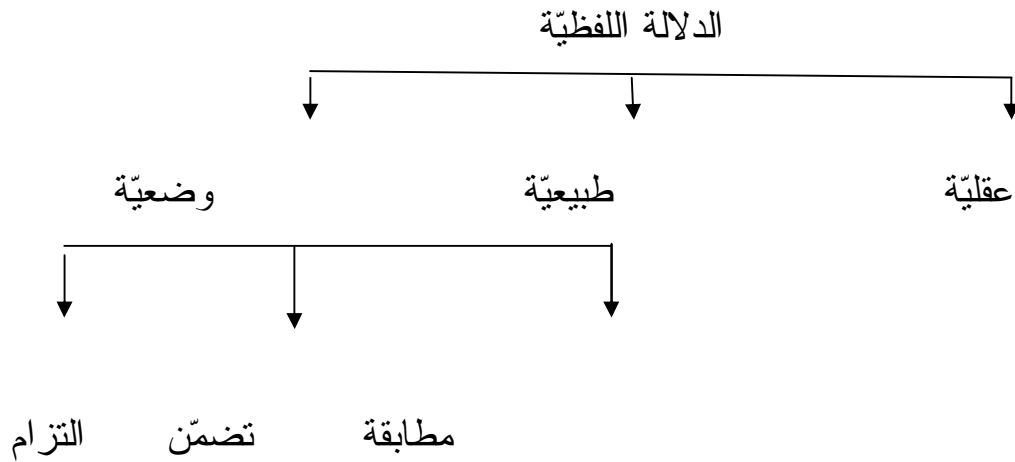 الدلالة اللفظيّة
عقليّة طبيعيّة وضعيّة
مطابقة تضمّن التزام